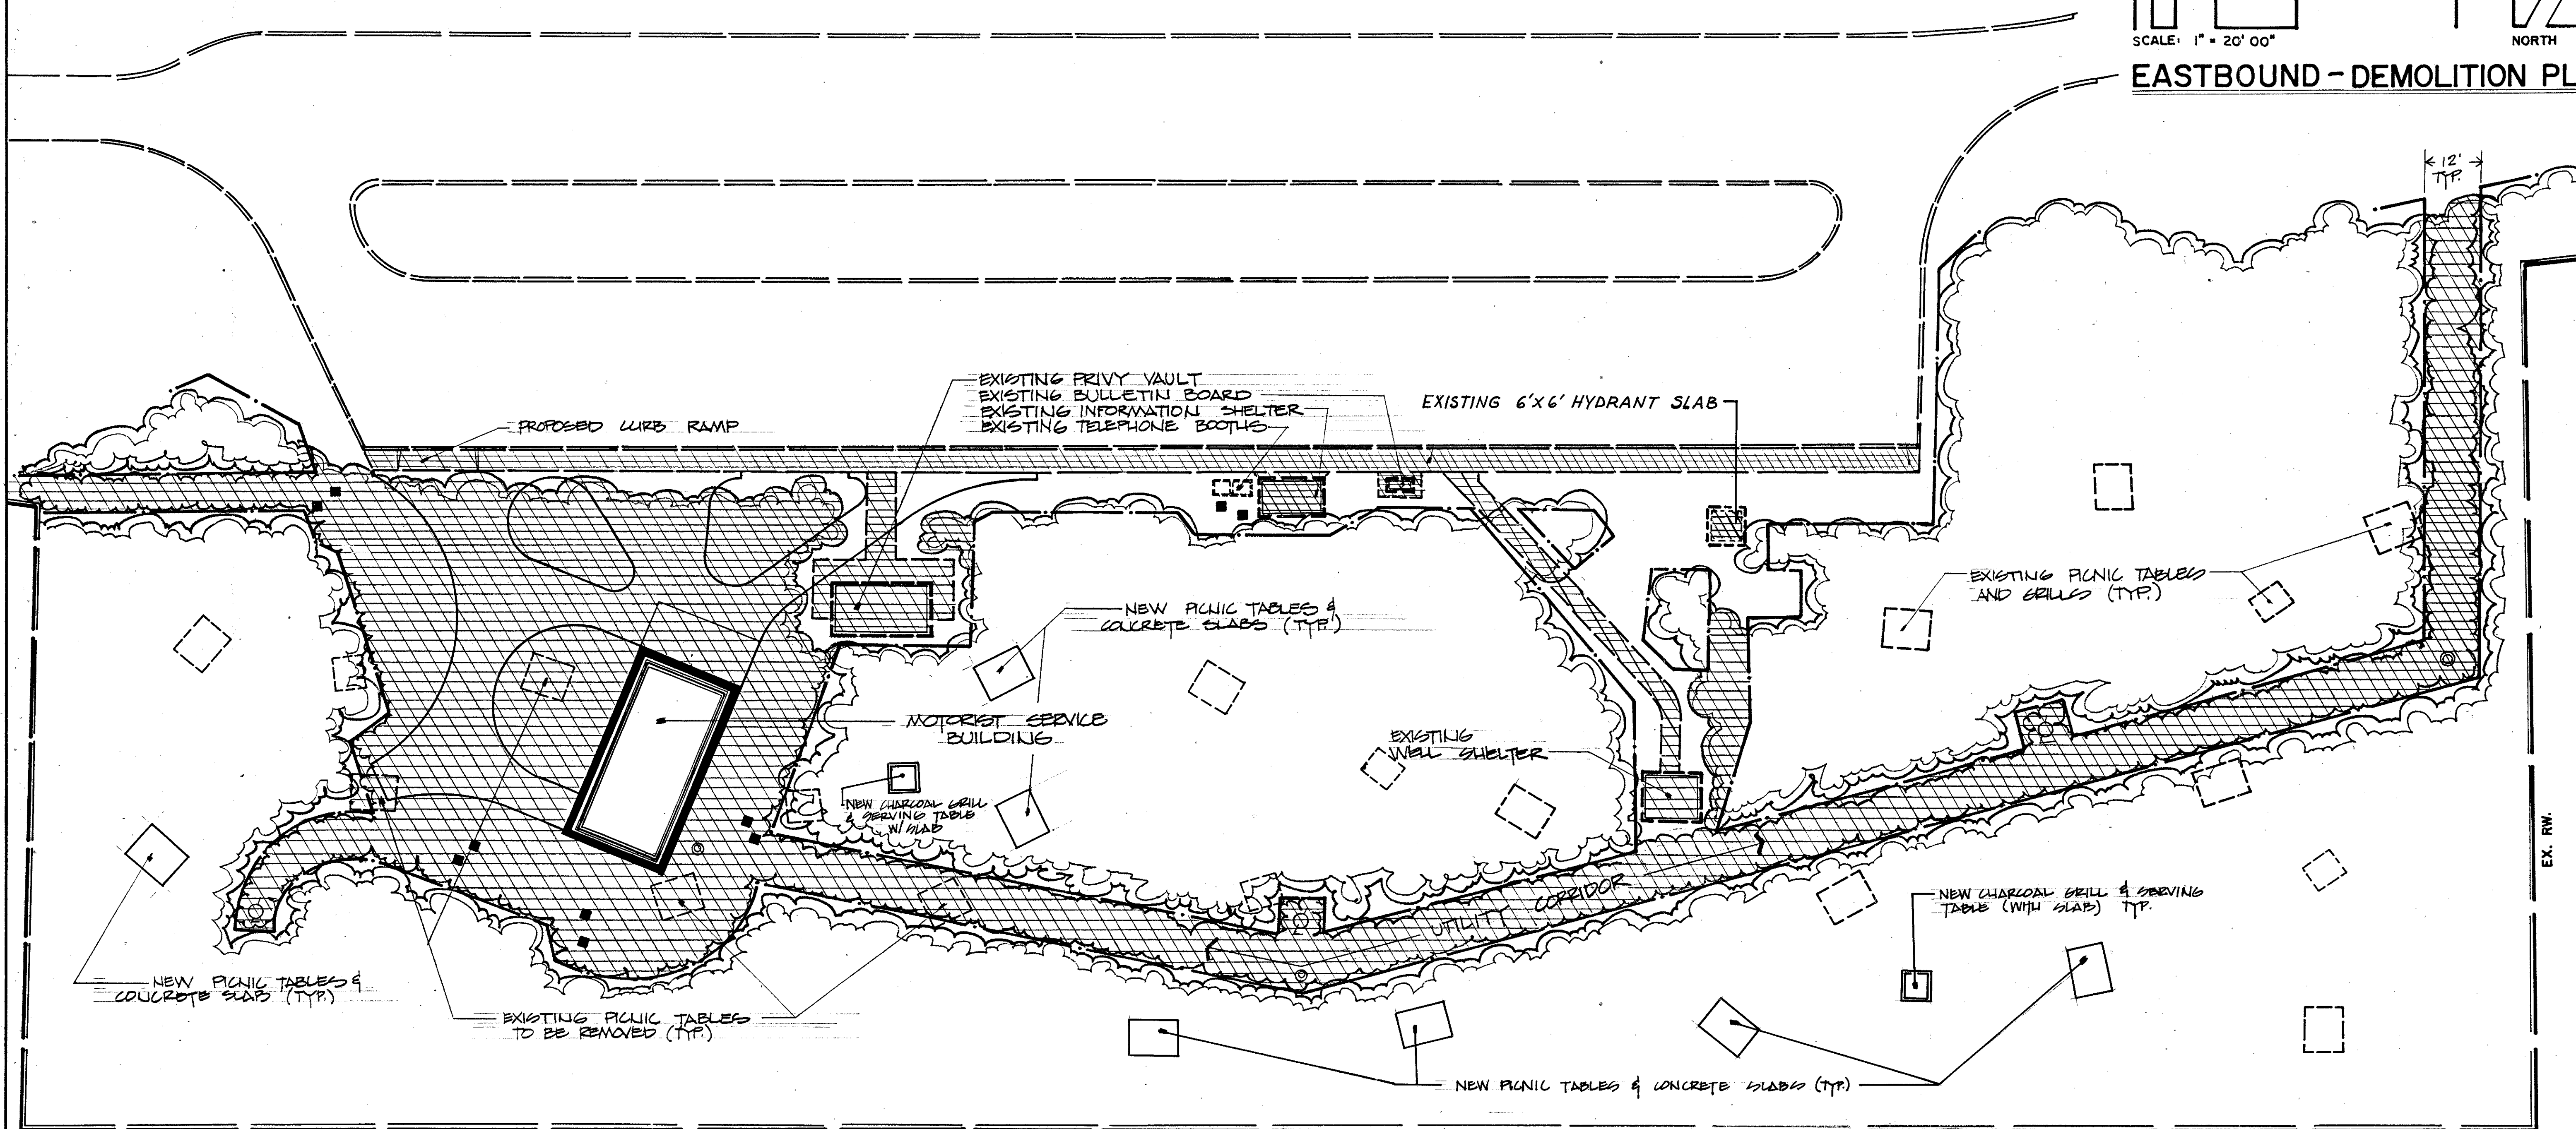 SCALE: 1" = 20' 00"
NORTH
EASTBOUND - DEMOLITION PL
12'
TYP.
EXISTING PRIVY VAULT
EXISTING BULLETIN BOARD
EXISTING INFORMATION SHELTER
EXISTING TELEPHONE BOOTHS
EXISTING 6'X6' HYDRANT SLAB
PROPOSED CURB RAMP
EXISTING PICNIC TABLES
AND GRILLS (TYP.)
NEW PICNIC TABLES &
CONCRETE SLABS (TYP.)
MOTORIST SERVICE
BUILDING
EXISTING
WELL SHELTER
NEW CHARCOAL GRILL
& SERVING TABLE
W/SLAB
EX. RW.
UTILITY CORRIDOR
NEW CHARCOAL GRILL & SERVING
TABLE (WITH SLAB) TYP.
NEW PICNIC TABLES &
CONCRETE SLAB (TYP.)
EXISTING PICNIC TABLES
TO BE REMOVED (TYP.)
NEW PICNIC TABLES & CONCRETE SLABS (TYP.)